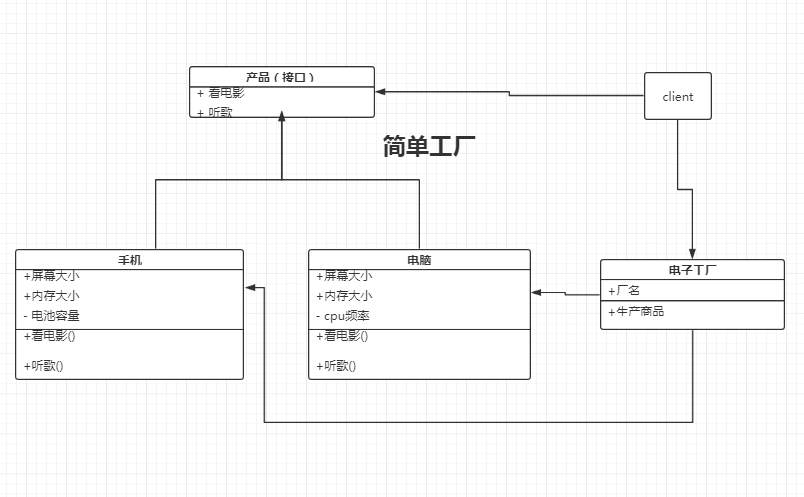 产品（接口）
+ 看电影
+ 听歌
client
简单工厂
手机
+屏幕大小
+内存大小
- 电池容量
+看电影()
+听歌()
电脑
+屏幕大小
+内存大小
- cpu频率
+看电影()
+听歌()
电子工厂
+厂名
+生产商品